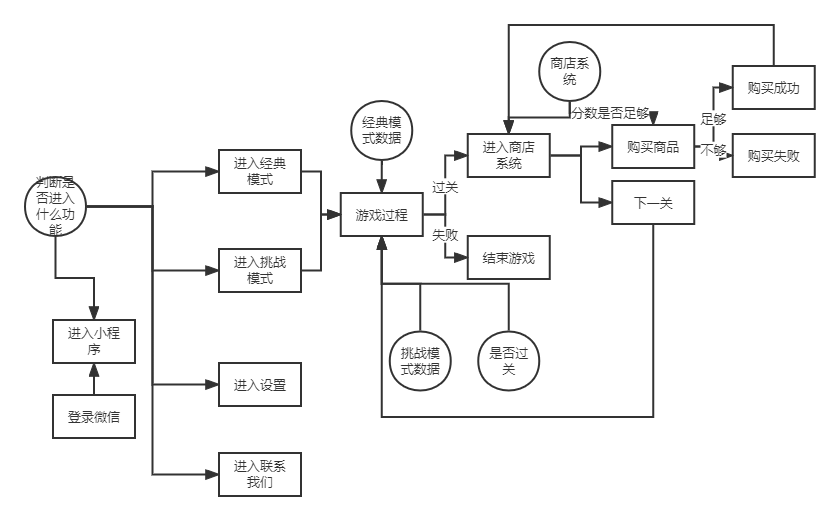 判断是
否进入
什么功
能
进入小程
序
登录微信
进入经典
模式
进入挑战
模式
进入设置
进入联系
我们
经典模
式数据
游戏过程
挑战模
式数据
是否过
关
过关
失败
商店系
统
进入商店
系统
结束游戏
分数是否足够
购买商品
下一关
足够
不够
购买成功
购买失败